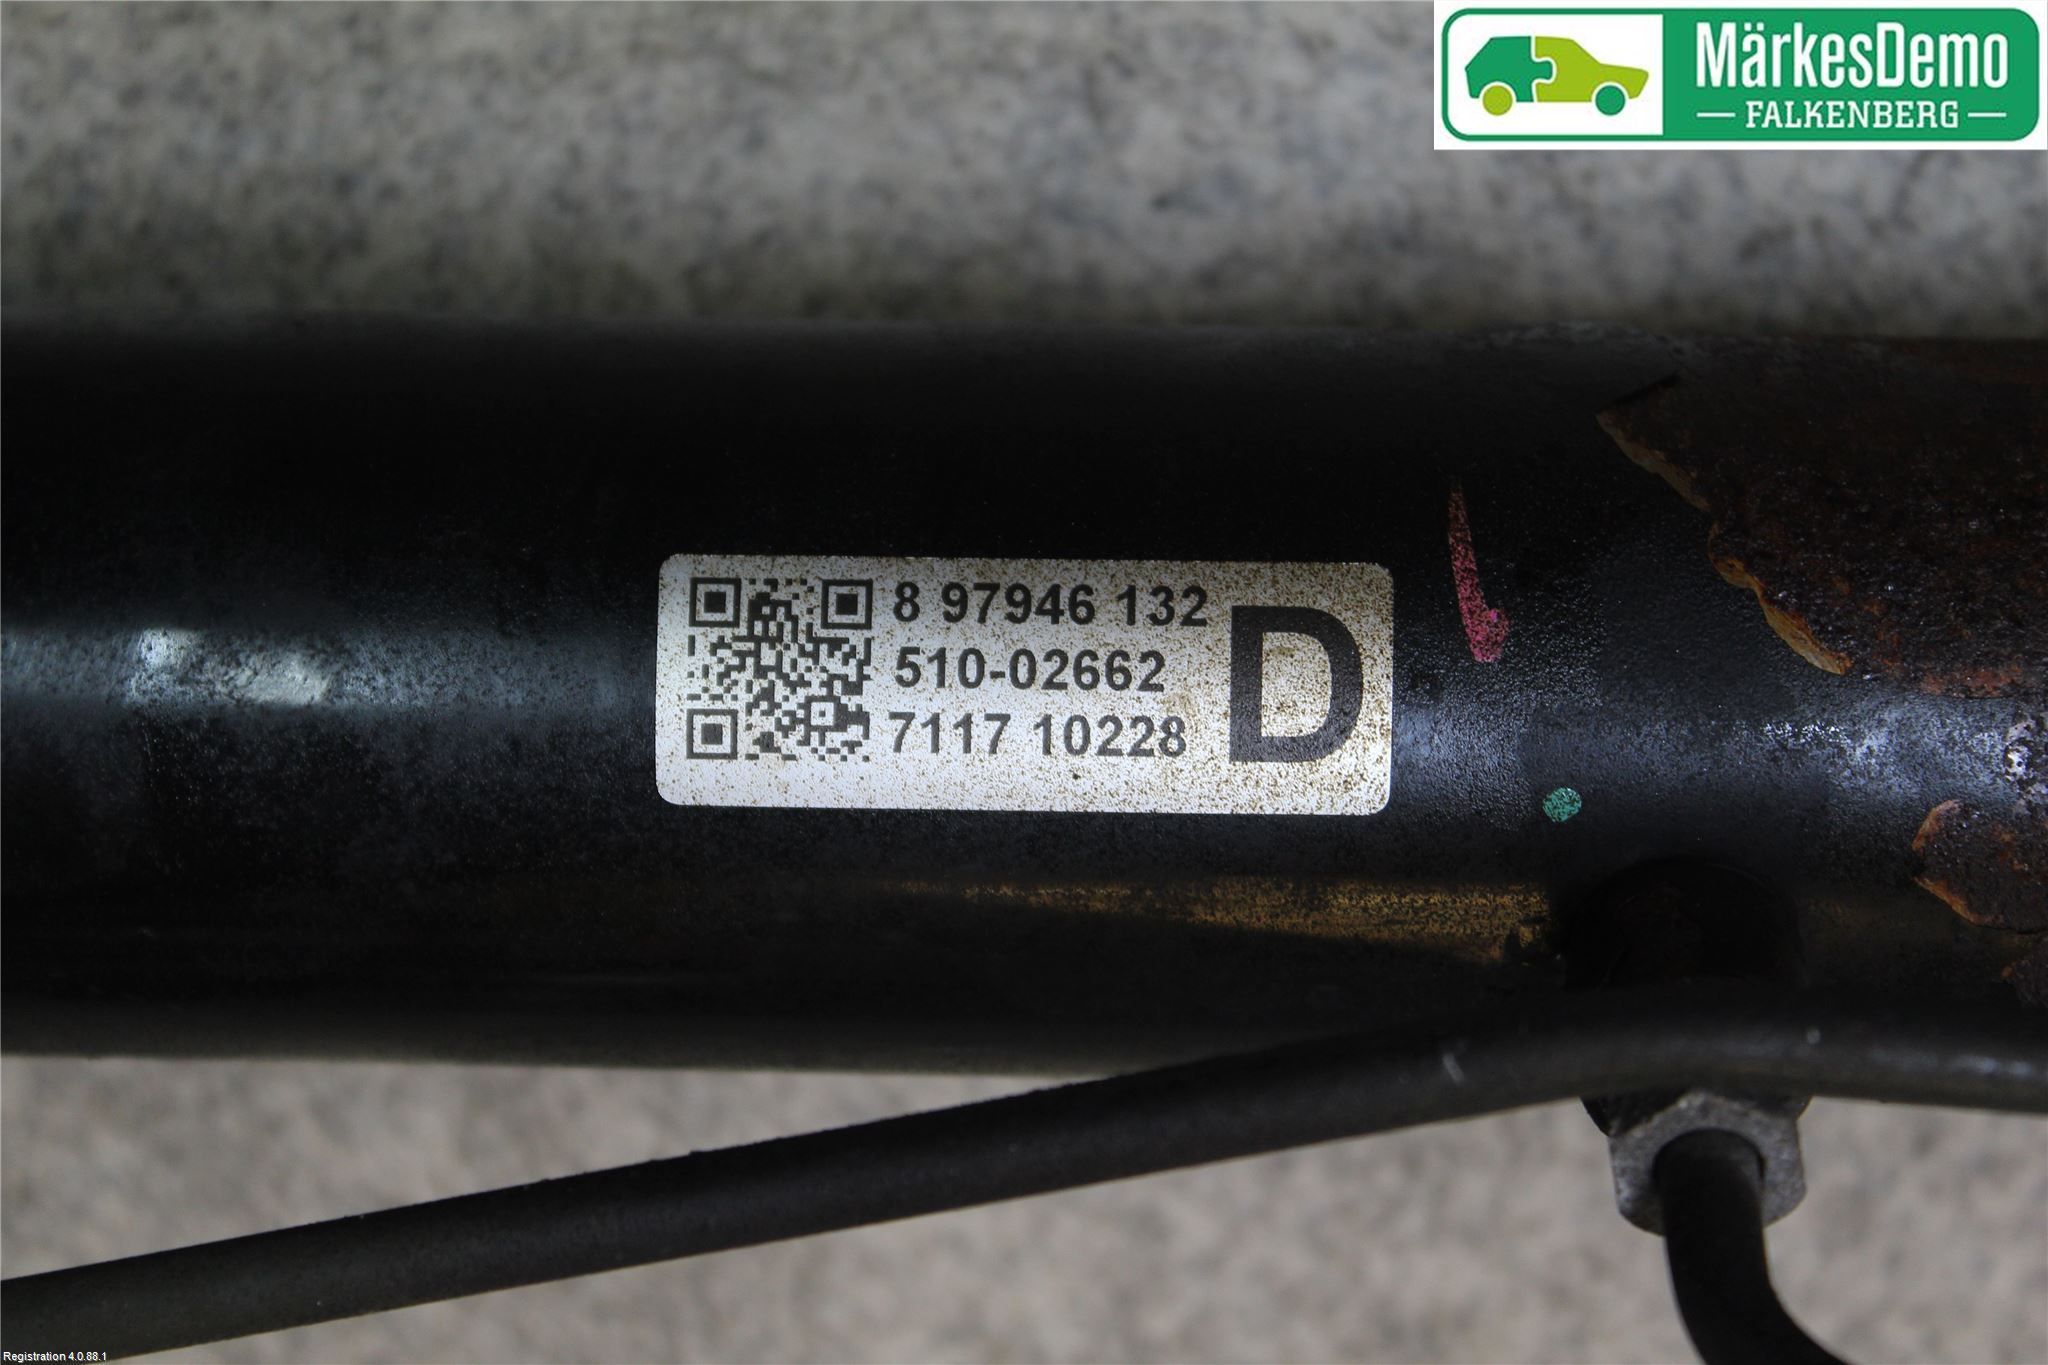 MärkesDemo
FALKENBERG
8 97946 132
510-02662
7117 10228
D
Registration 4.0.88.1